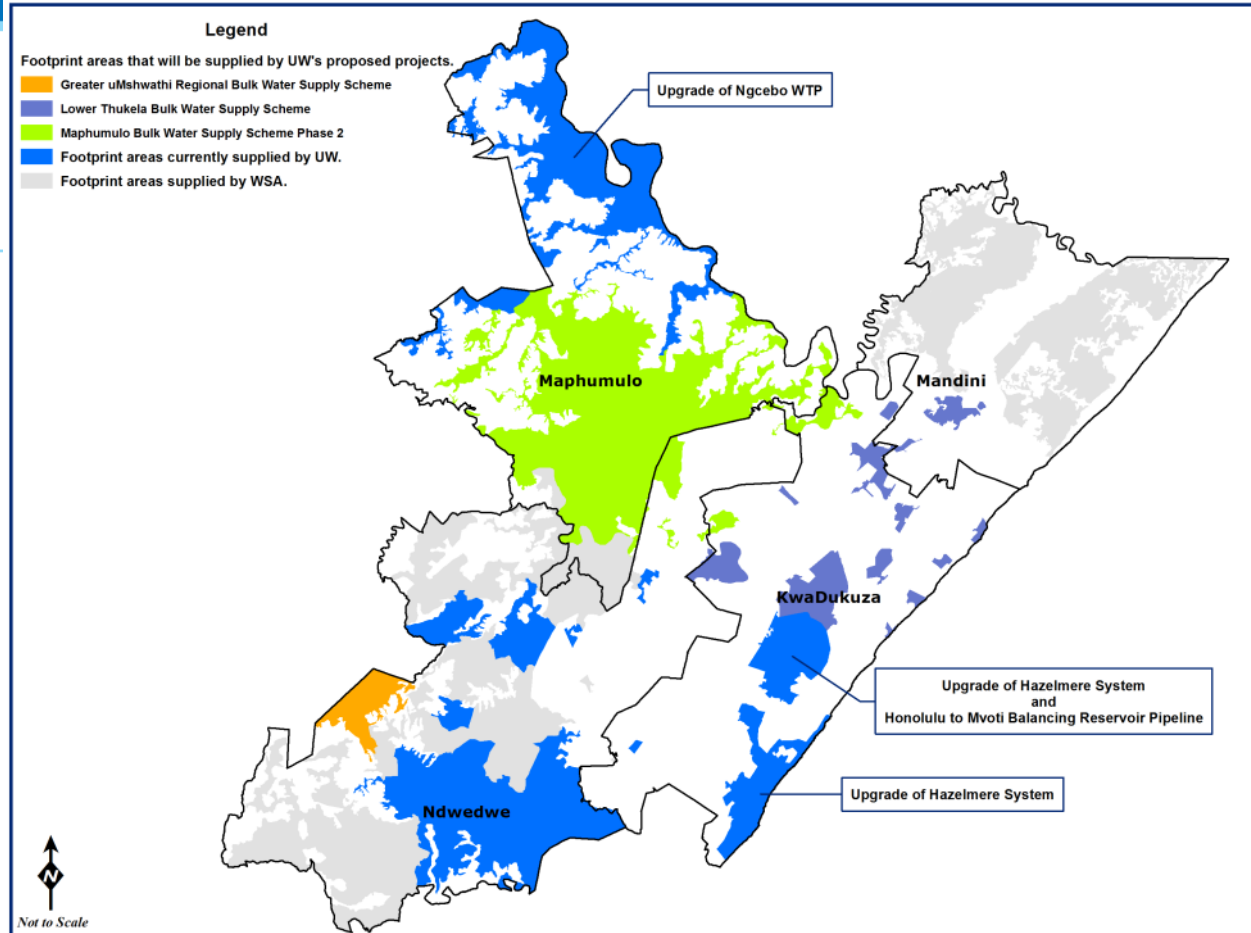 Legend
Footprint areas that will be supplied by UW's proposed projects.
Greater uMshwathi Regional Bulk Water Supply Scheme
Lower Thukela Bulk Water Supply Scheme
Maphumulo Bulk Water Supply Scheme Phase 2
Footprint areas currently supplied by UW.
Footprint areas supplied by WSA.
Upgrade of Ngcebo WTP
Maphumulo
Mandini
KwaDukuza
Upgrade of Hazelmere System
and
Honolulu to Mvoti Balancing Reservoir Pipeline
Upgrade of Hazelmere System
Ndwedwe
N
Not to Scale